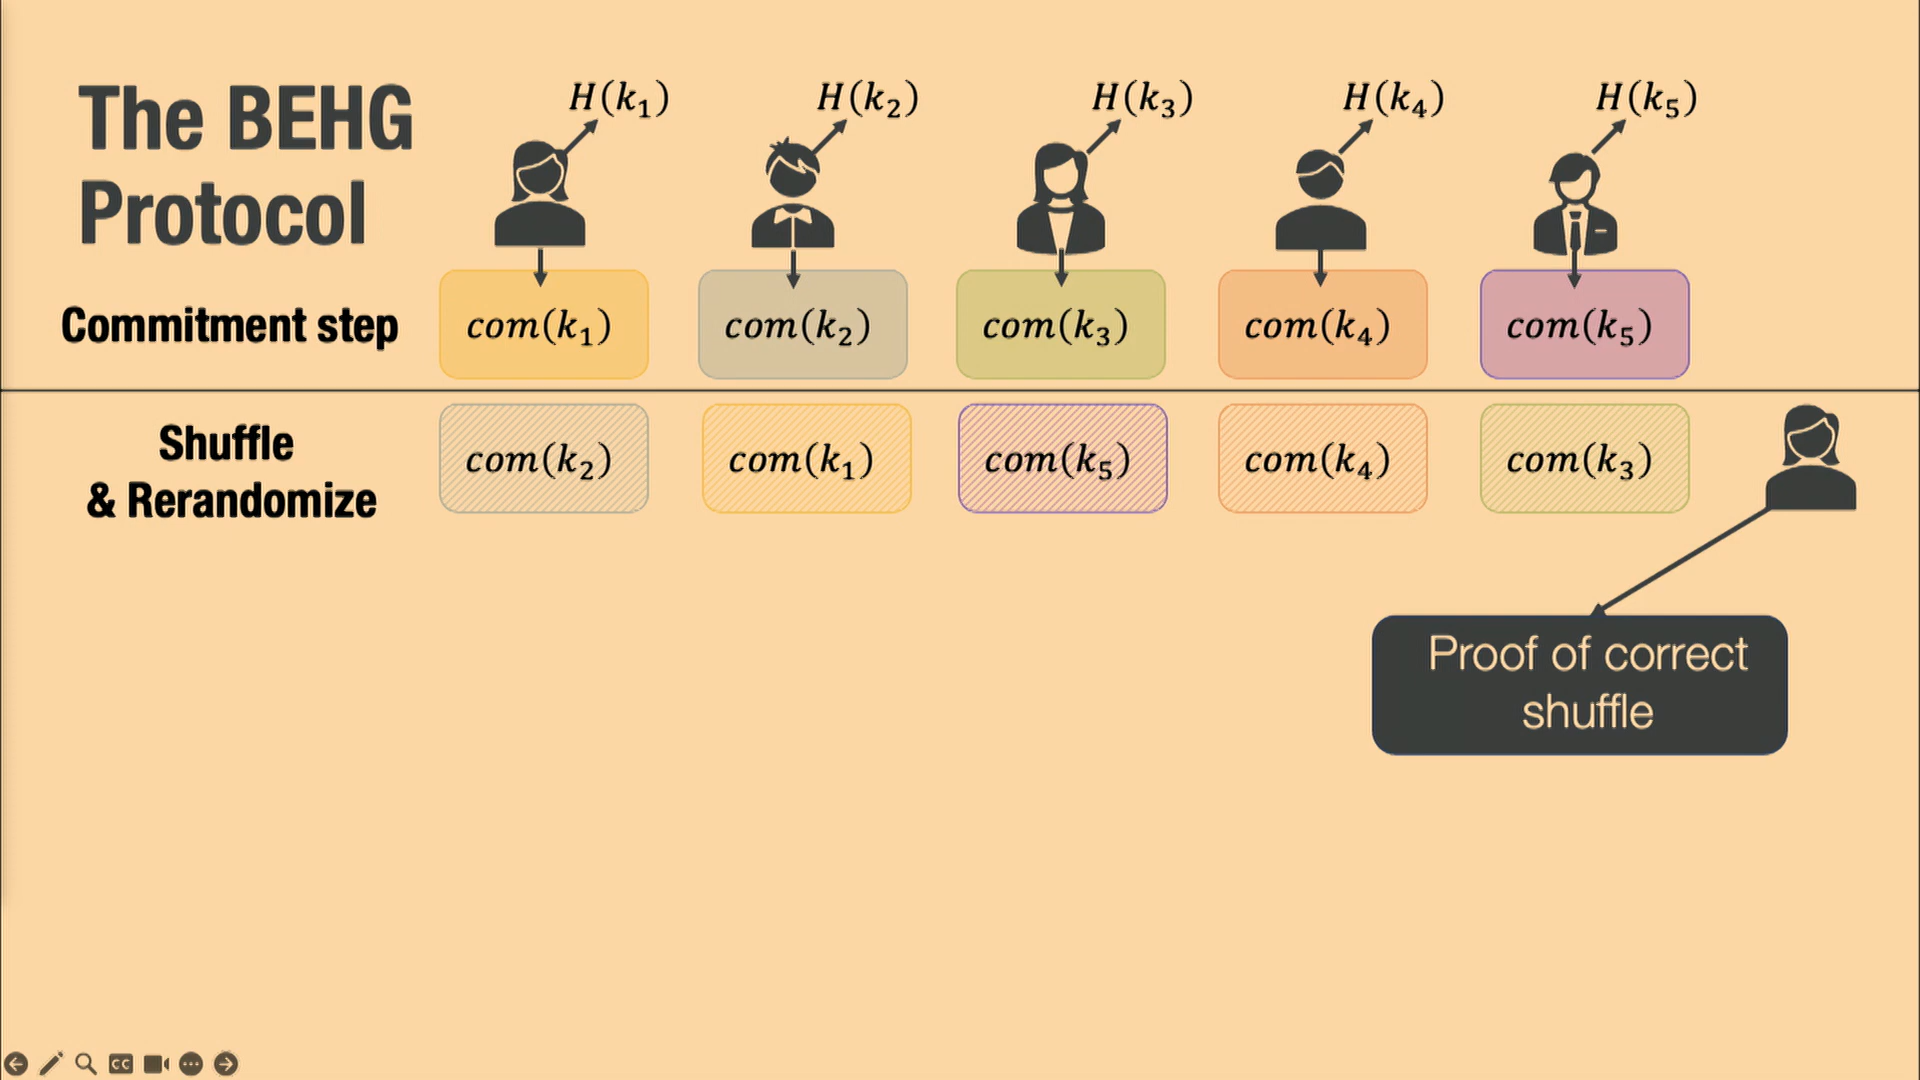 The BEHG
Protocol
H(k₁) H(k₂) H(k₃) H(k₄) H(k₅)
Commitment step
com(k₁) com(k₂) com(k₃) com(k₄) com(k₅)
Shuffle
& Rerandomize
com(k₂) com(k₁) com(k₅) com(k₄) com(k₃)
Proof of correct
shuffle
CC